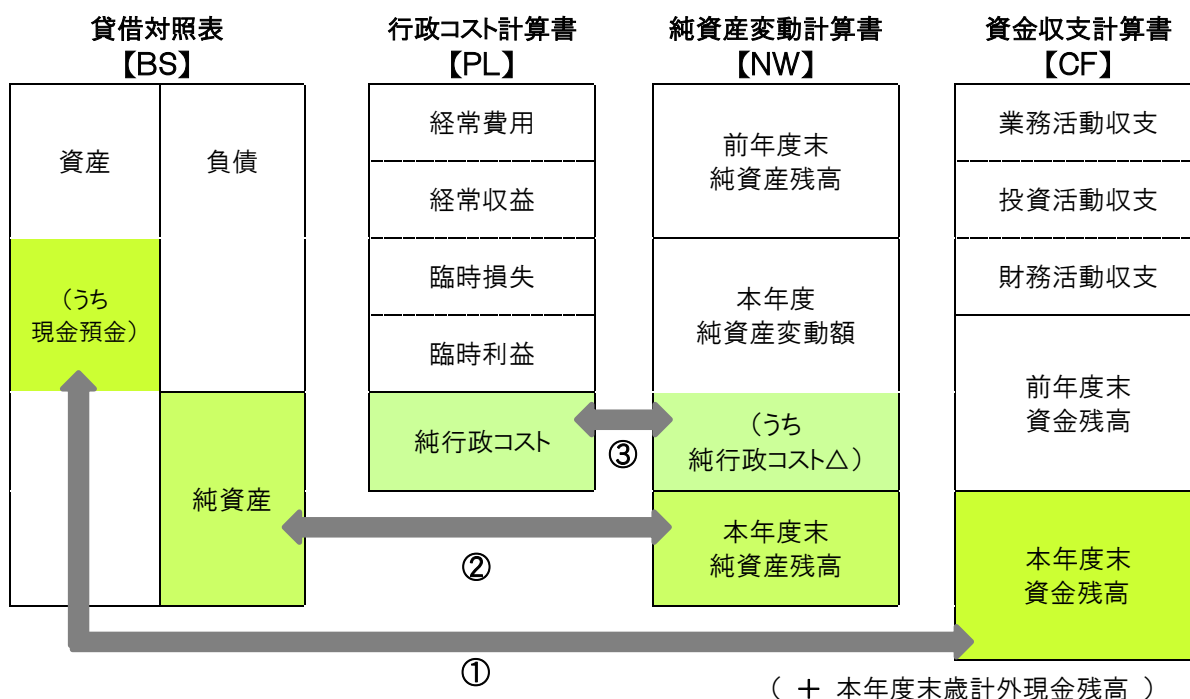 貸借対照表
【BS】
資産
負債
（うち
現金預金）
純資産
行政コスト計算書
【PL】
経常費用
経常収益
臨時損失
臨時利益
純行政コスト
純資産変動計算書
【NW】
前年度末
純資産残高
本年度
純資産変動額
（うち
純行政コスト△）
本年度末
純資産残高
資金収支計算書
【CF】
業務活動収支
投資活動収支
財務活動収支
前年度末
資金残高
本年度末
資金残高
③
②
①
（ ＋ 本年度末歳計外現金残高 ）